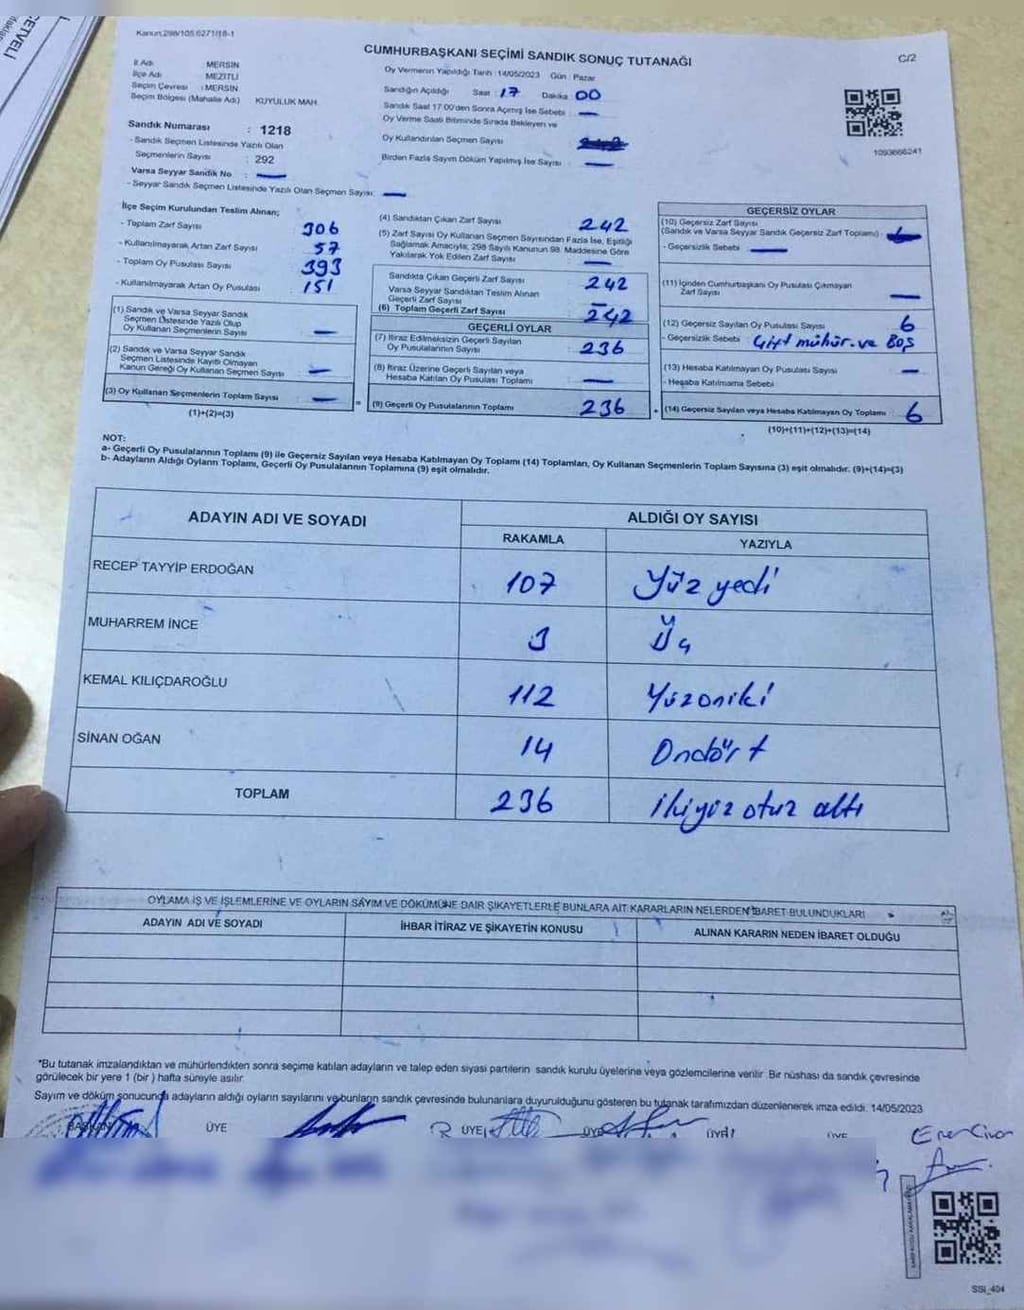 CETVELİ
Kanun:298/105.6271/18-1
CUMHURBAŞKANI SEÇİMİ SANDIK SONUÇ TUTANAĞI
C/2
İl Adı MERSİN
İlçe Adı MEZİTLİ
Seçim Çevresi : MERSİN
Seçim Bölgesi (Mahalle Adı) KUYULUK MAH.
Sandık Numarası : 1218
- Sandık Seçmen Listesinde Yazılı Olan
Seçmenlerin Sayısı : 292
Varsa Seyyar Sandık No : —
- Seyyar Sandık Seçmen Listesinde Yazılı Olan Seçmen Sayısı: —
Oy Vermenin Yapıldığı Tarih : 14/05/2023 Gün : Pazar
Sandığın Açıldığı Saat : 17 Dakika : 00
Sandık Saat 17:00'den Sonra Açılmış İse Sebebi : —
Oy Verme Saati Bitiminde Sırada Bekleyen ve
Oy Kullandırılan Seçmen Sayısı :
Birden Fazla Sayım Döküm Yapılmış İse Sayısı : —
1093666241
İlçe Seçim Kurulundan Teslim Alınan;
- Toplam Zarf Sayısı : 306
- Kullanılmayarak Artan Zarf Sayısı : 57
- Toplam Oy Pusulası Sayısı : 393
- Kullanılmayarak Artan Oy Pusulası : 151
(1) Sandık ve Varsa Seyyar Sandık
Seçmen Listesinde Yazılı Olup
Oy Kullanan Seçmenlerin Sayısı : —
(2) Sandık ve Varsa Seyyar Sandık
Seçmen Listesinde Kayıtlı Olmayan
Kanun Gereği Oy Kullanan Seçmen Sayısı : —
(3) Oy Kullanan Seçmenlerin Toplam Sayısı : —
(1)+(2)=(3)
(4) Sandıktan Çıkan Zarf Sayısı : 242
(5) Zarf Sayısı Oy Kullanan Seçmen Sayısından Fazla İse, Eşitliği
Sağlamak Amacıyla; 298 Sayılı Kanunun 98. Maddesine Göre
Yakılarak Yok Edilen Zarf Sayısı : —
Sandıkta Çıkan Geçerli Zarf Sayısı : 242
Varsa Seyyar Sandıktan Teslim Alınan
Geçerli Zarf Sayısı : —
(6) Toplam Geçerli Zarf Sayısı : 242
GEÇERLİ OYLAR
(7) İtiraz Edilmeksizin Geçerli Sayılan
Oy Pusulalarının Sayısı : 236
(8) İtiraz Üzerine Geçerli Sayılan veya
Hesaba Katılan Oy Pusulası Toplamı : —
(9) Geçerli Oy Pusulalarının Toplamı : 236
GEÇERSİZ OYLAR
(10) Geçersiz Zarf Sayısı
(Sandık ve Varsa Seyyar Sandık Geçersiz Zarf Toplamı) :
- Geçersizlik Sebebi : —
(11) İçinden Cumhurbaşkanı Oy Pusulası Çıkmayan
Zarf Sayısı : —
(12) Geçersiz Sayılan Oy Pusulası Sayısı : 6
- Geçersizlik Sebebi : Çift mühür ve Boş
(13) Hesaba Katılmayan Oy Pusulası Sayısı : —
- Hesaba Katılmama Sebebi :
(14) Geçersiz Sayılan veya Hesaba Katılmayan Oy Toplamı : 6
(10)+(11)+(12)+(13)=(14)
NOT:
a- Geçerli Oy Pusulalarının Toplamı (9) ile Geçersiz Sayılan veya Hesaba Katılmayan Oy Toplamı (14) Toplamları, Oy Kullanan Seçmenlerin Toplam Sayısına (3) eşit olmalıdır. (9)+(14)=(3)
b- Adayların Aldığı Oyların Toplamı, Geçerli Oy Pusulalarının Toplamına (9) eşit olmalıdır.
ADAYIN ADI VE SOYADI ALDIĞI OY SAYISI
RAKAMLA YAZIYLA
RECEP TAYYİP ERDOĞAN 107 Yüz yedi
MUHARREM İNCE 3 Üç
KEMAL KILIÇDAROĞLU 112 Yüzoniki
SİNAN OĞAN 14 Ondört
TOPLAM 236 ikiyüz otuz altı
OYLAMA İŞ VE İŞLEMLERİNE VE OYLARIN SAYIM VE DÖKÜMÜNE DAİR ŞİKAYETLERLE BUNLARA AİT KARARLARIN NELERDEN İBARET BULUNDUKLARI
ADAYIN ADI VE SOYADI İHBAR İTİRAZ VE ŞİKAYETİN KONUSU ALINAN KARARIN NEDEN İBARET OLDUĞU
*Bu tutanak imzalandıktan ve mühürlendikten sonra seçime katılan adayların ve talep eden siyasi partilerin sandık kurulu üyelerine veya gözlemcilerine verilir. Bir nüshası da sandık çevresinde
görülecek bir yere 1 (bir ) hafta süreyle asılır.
Sayım ve döküm sonucunda adayların aldığı oyların sayılarını ve bunların sandık çevresinde bulunanlara duyurulduğunu gösteren bu tutanak tarafımızdan düzenlenerek imza edildi. 14/05/2023
BAŞKAN ÜYE ÜYE ÜYE ÜYE ÜYE
SSI_404